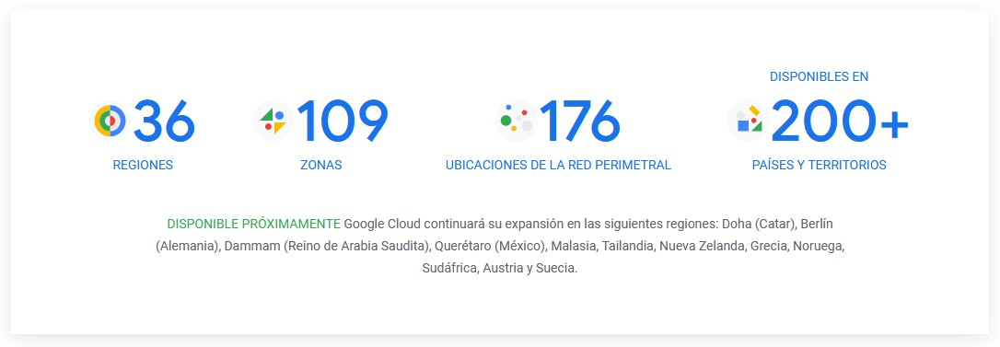 DISPONIBLES EN
36
109
176
200+
REGIONES
ZONAS
UBICACIONES DE LA RED PERIMETRAL
PAÍSES Y TERRITORIOS
DISPONIBLE PRÓXIMAMENTE Google Cloud continuará su expansión en las siguientes regiones: Doha (Catar), Berlín
(Alemania), Dammam (Reino de Arabia Saudita), Querétaro (México), Malasia, Tailandia, Nueva Zelanda, Grecia, Noruega,
Sudáfrica, Austria y Suecia.